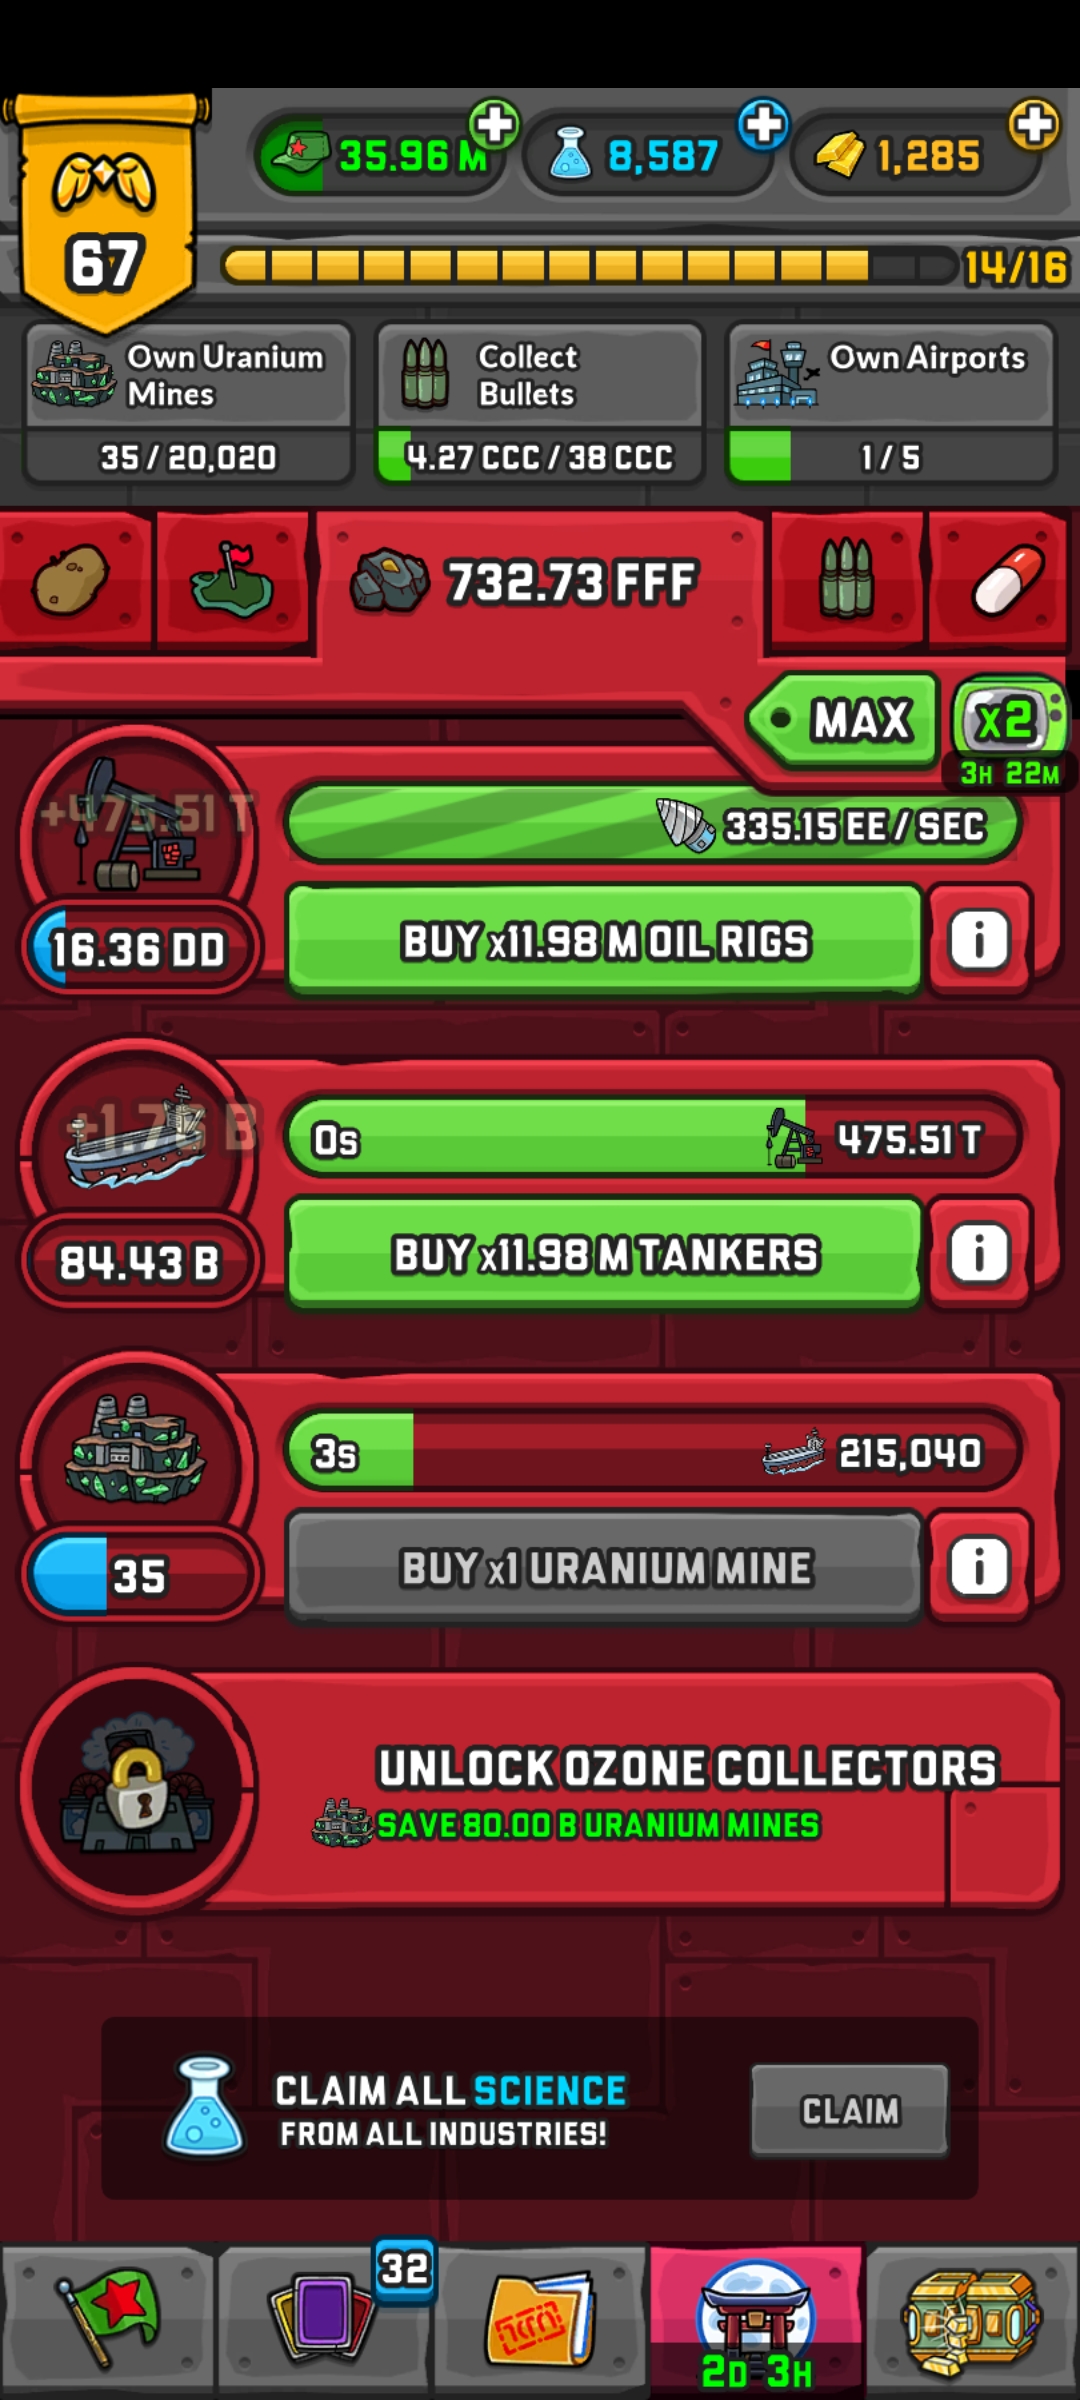 35.96 M
8,587
1,285
67
14/16
Own Uranium
Mines
35 / 20,020
Collect
Bullets
4.27 CCC / 38 CCC
Own Airports
1 / 5
732.73 FFF
MAX
X2
3H 22M
+475.51 T
335.15 EE / SEC
16.36 DD
BUY x11.98 M OIL RIGS
i
0s
475.51 T
84.43 B
BUY x11.98 M TANKERS
i
3s
215,040
35
BUY x1 URANIUM MINE
i
UNLOCK OZONE COLLECTORS
SAVE 80.00 B URANIUM MINES
CLAIM ALL SCIENCE
FROM ALL INDUSTRIES!
CLAIM
32
2D 3H